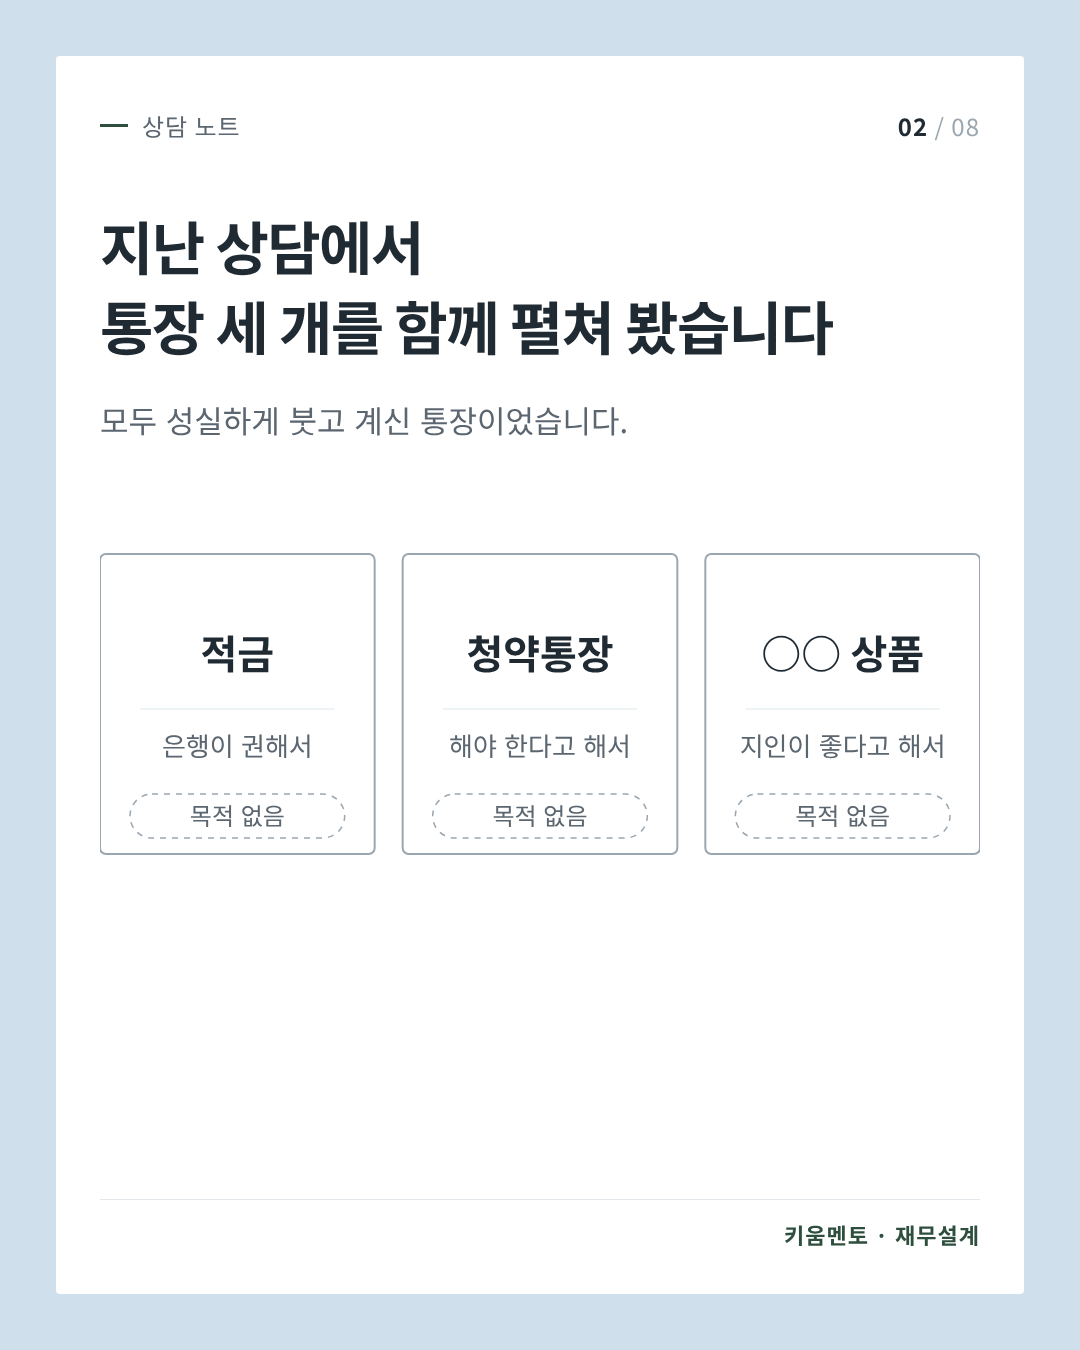 상담 노트
02 / 08
지난 상담에서
통장 세 개를 함께 펼쳐 봤습니다
모두 성실하게 붓고 계신 통장이었습니다.
적금
은행이 권해서
목적 없음
청약통장
해야 한다고 해서
목적 없음
○○ 상품
지인이 좋다고 해서
목적 없음
키움멘토 · 재무설계